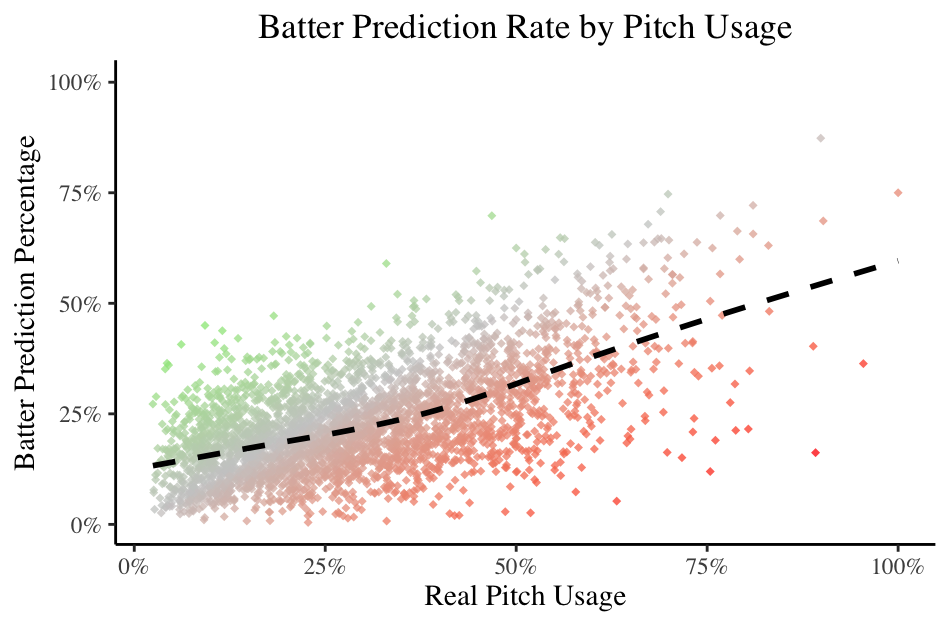 Batter Prediction Rate by Pitch Usage
Batter Prediction Percentage
100%
75%
50%
25%
0%
0% 25% 50% 75% 100%
Real Pitch Usage